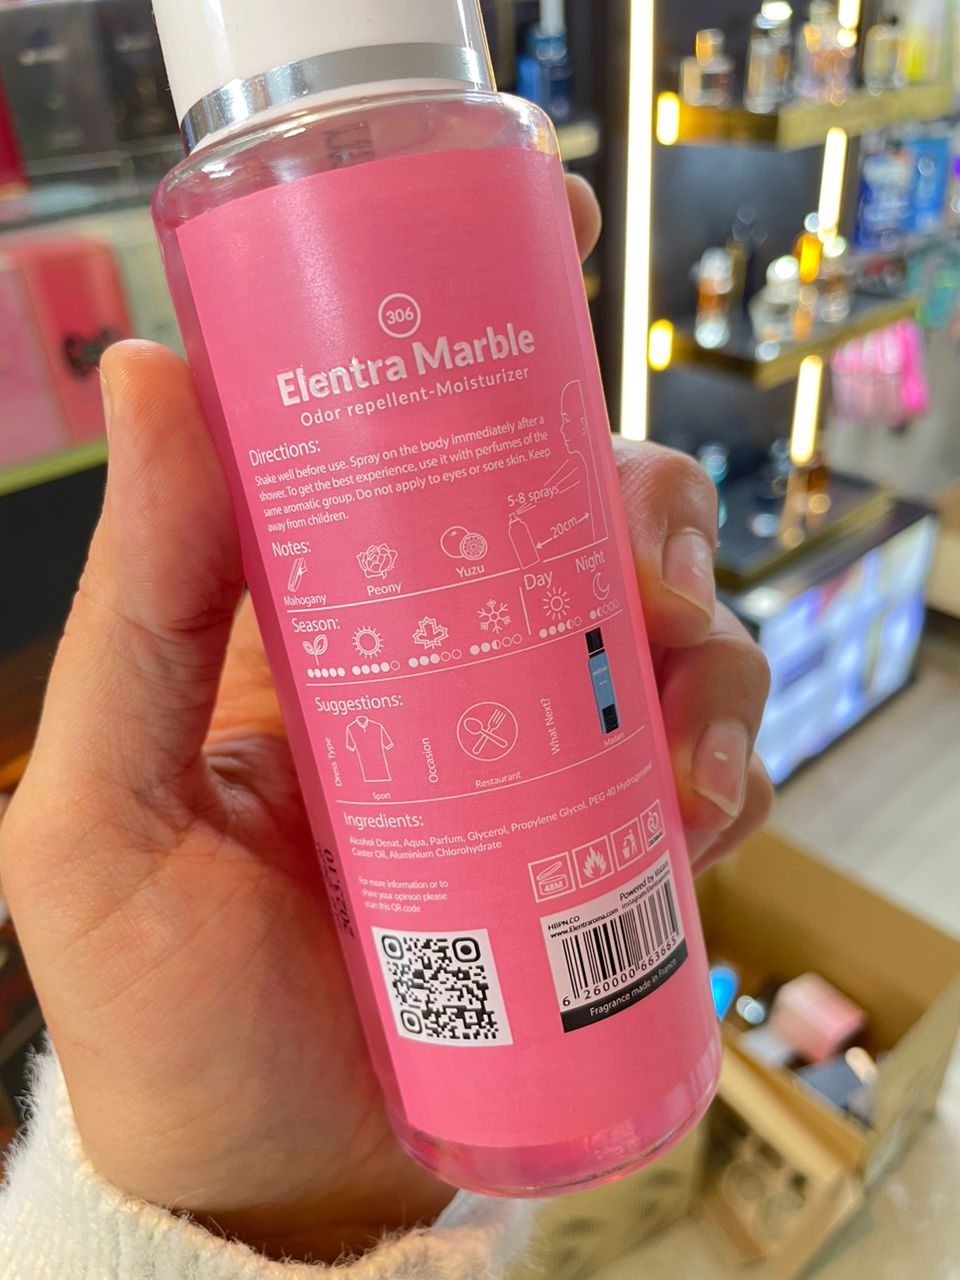 306
Elentra Marble
Odor repellent-Moisturizer
Directions:
Shake well before use. Spray on the body immediately after a
shower. To get the best experience, use it with perfumes of the
same aromatic group. Do not apply to eyes or sore skin. Keep
away from children.
5-8 sprays
20cm
Notes:
Mahogany
Peony
Yuzu
Season:
Day
Night
Suggestions:
Dress Type
Sport
Occasion
Restaurant
What Next?
Madam
Ingredients:
Alcohol Denat, Aqua, Parfum, Glycerol, Propylene Glycol, PEG 40 Hydrogenated
Caster Oil, Aluminium Chlorohydrate
48M
For more information or to
share your opinion please
scan this QR code
HBPN.CO
Powered by
www.Elentraroma.com
6 260000 663685
Fragrance made in France
2023.10